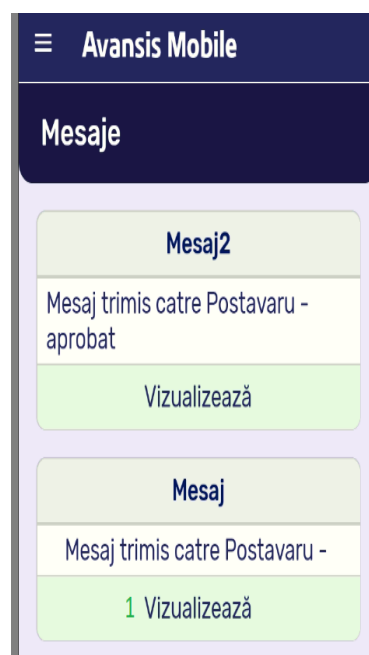 Avansis Mobile
Mesaje
Mesaj2
Mesaj trimis catre Postavaru -
aprobat
Vizualizează
Mesaj
Mesaj trimis catre Postavaru -
1 Vizualizează